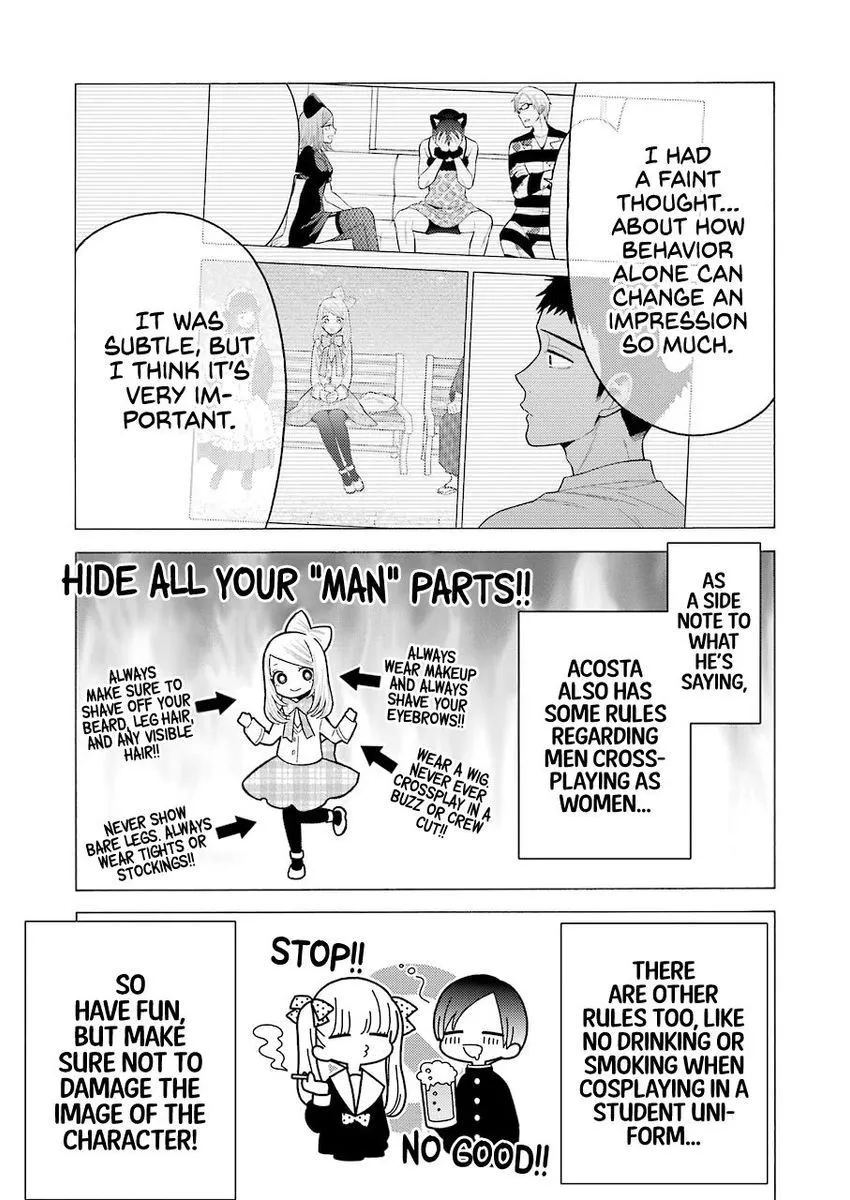 I HAD
A FAINT
THOUGHT...
ABOUT HOW
BEHAVIOR
ALONE CAN
CHANGE AN
IMPRESSION
SO MUCH.
IT WAS
SUBTLE, BUT
I THINK IT'S
VERY IM-
PORTANT.
AS
A SIDE
NOTE TO
WHAT
HE'S
SAYING,
ACOSTA
ALSO HAS
SOME RULES
REGARDING
MEN CROSS-
PLAYING AS
WOMEN...
HIDE ALL YOUR "MAN" PARTS!!
ALWAYS
WEAR MAKEUP
AND ALWAYS
SHAVE YOUR
EYEBROWS!!
ALWAYS
MAKE SURE TO
SHAVE OFF YOUR
BEARD, LEG HAIR,
AND ANY VISIBLE
HAIR!!
WEAR A WIG.
NEVER EVER
CROSSPLAY IN A
BUZZ OR CREW
CUT!!
NEVER SHOW
BARE LEGS. ALWAYS
WEAR TIGHTS OR
STOCKINGS!!
THERE
ARE OTHER
RULES TOO, LIKE
NO DRINKING OR
SMOKING WHEN
COSPLAYING IN A
STUDENT UNI-
FORM...
STOP!!
NO GOOD!!
SO
HAVE FUN,
BUT MAKE
SURE NOT TO
DAMAGE THE
IMAGE OF THE
CHARACTER!